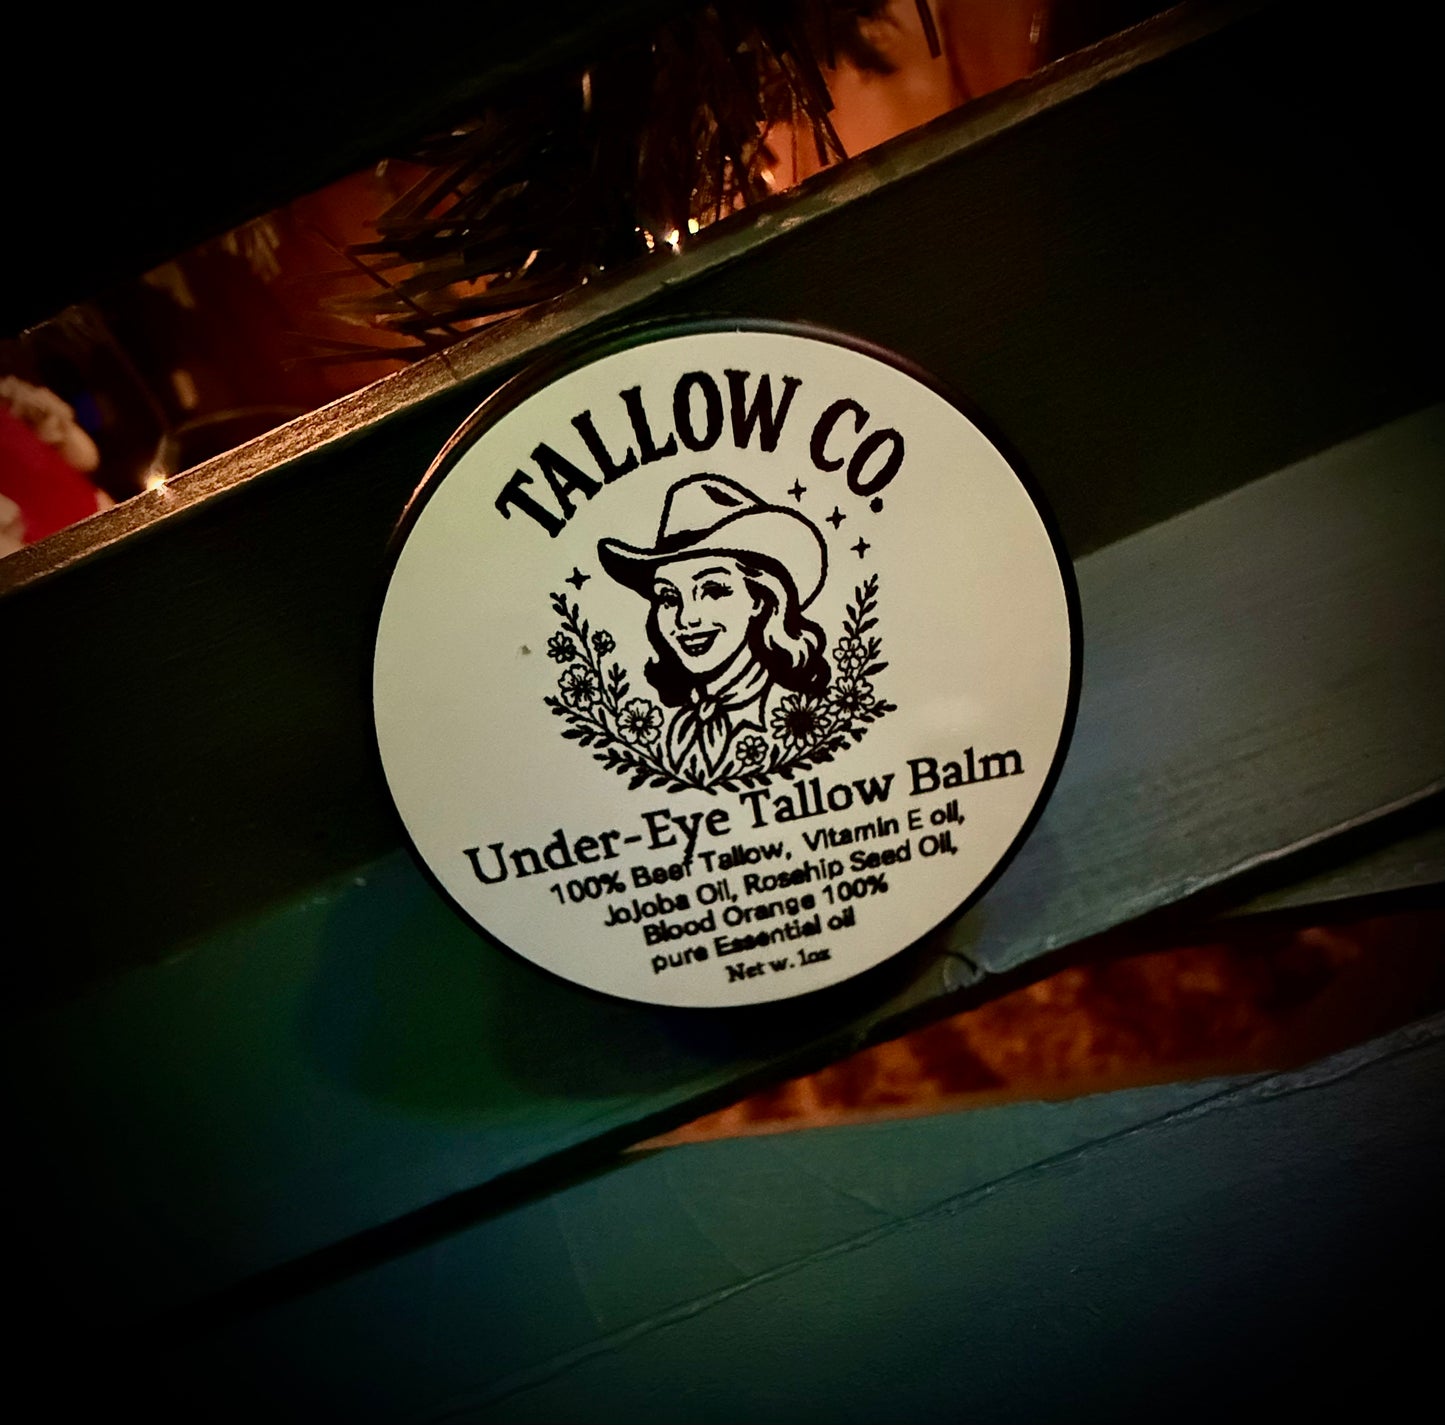 TALLOW CO.
Under-Eye Tallow Balm
100% Beef Tallow, Vitamin E oil,
JoJoba Oil, Rosehip Seed Oil,
Blood Orange 100%
pure Essential oil
Net w. 1oz